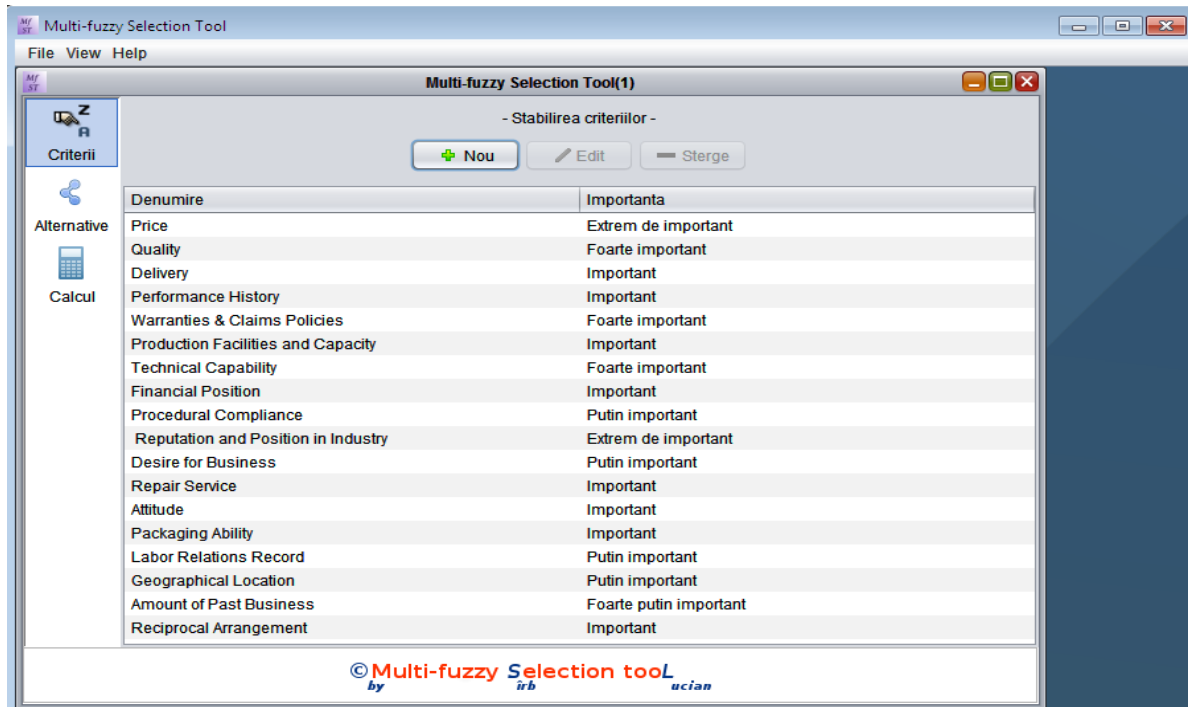 Mf ST Multi-fuzzy Selection Tool
File View Help
Mf ST Multi-fuzzy Selection Tool(1)
Z A
Criterii
- Stabilirea criteriilor -
Nou Edit Sterge
Alternative
Calcul
Denumire Importanta
Price Extrem de important
Quality Foarte important
Delivery Important
Performance History Important
Warranties & Claims Policies Foarte important
Production Facilities and Capacity Important
Technical Capability Foarte important
Financial Position Important
Procedural Compliance Putin important
Reputation and Position in Industry Extrem de important
Desire for Business Putin important
Repair Service Important
Attitude Important
Packaging Ability Important
Labor Relations Record Putin important
Geographical Location Putin important
Amount of Past Business Foarte putin important
Reciprocal Arrangement Important
©Multi-fuzzy Selection tooL
by îrb ucian